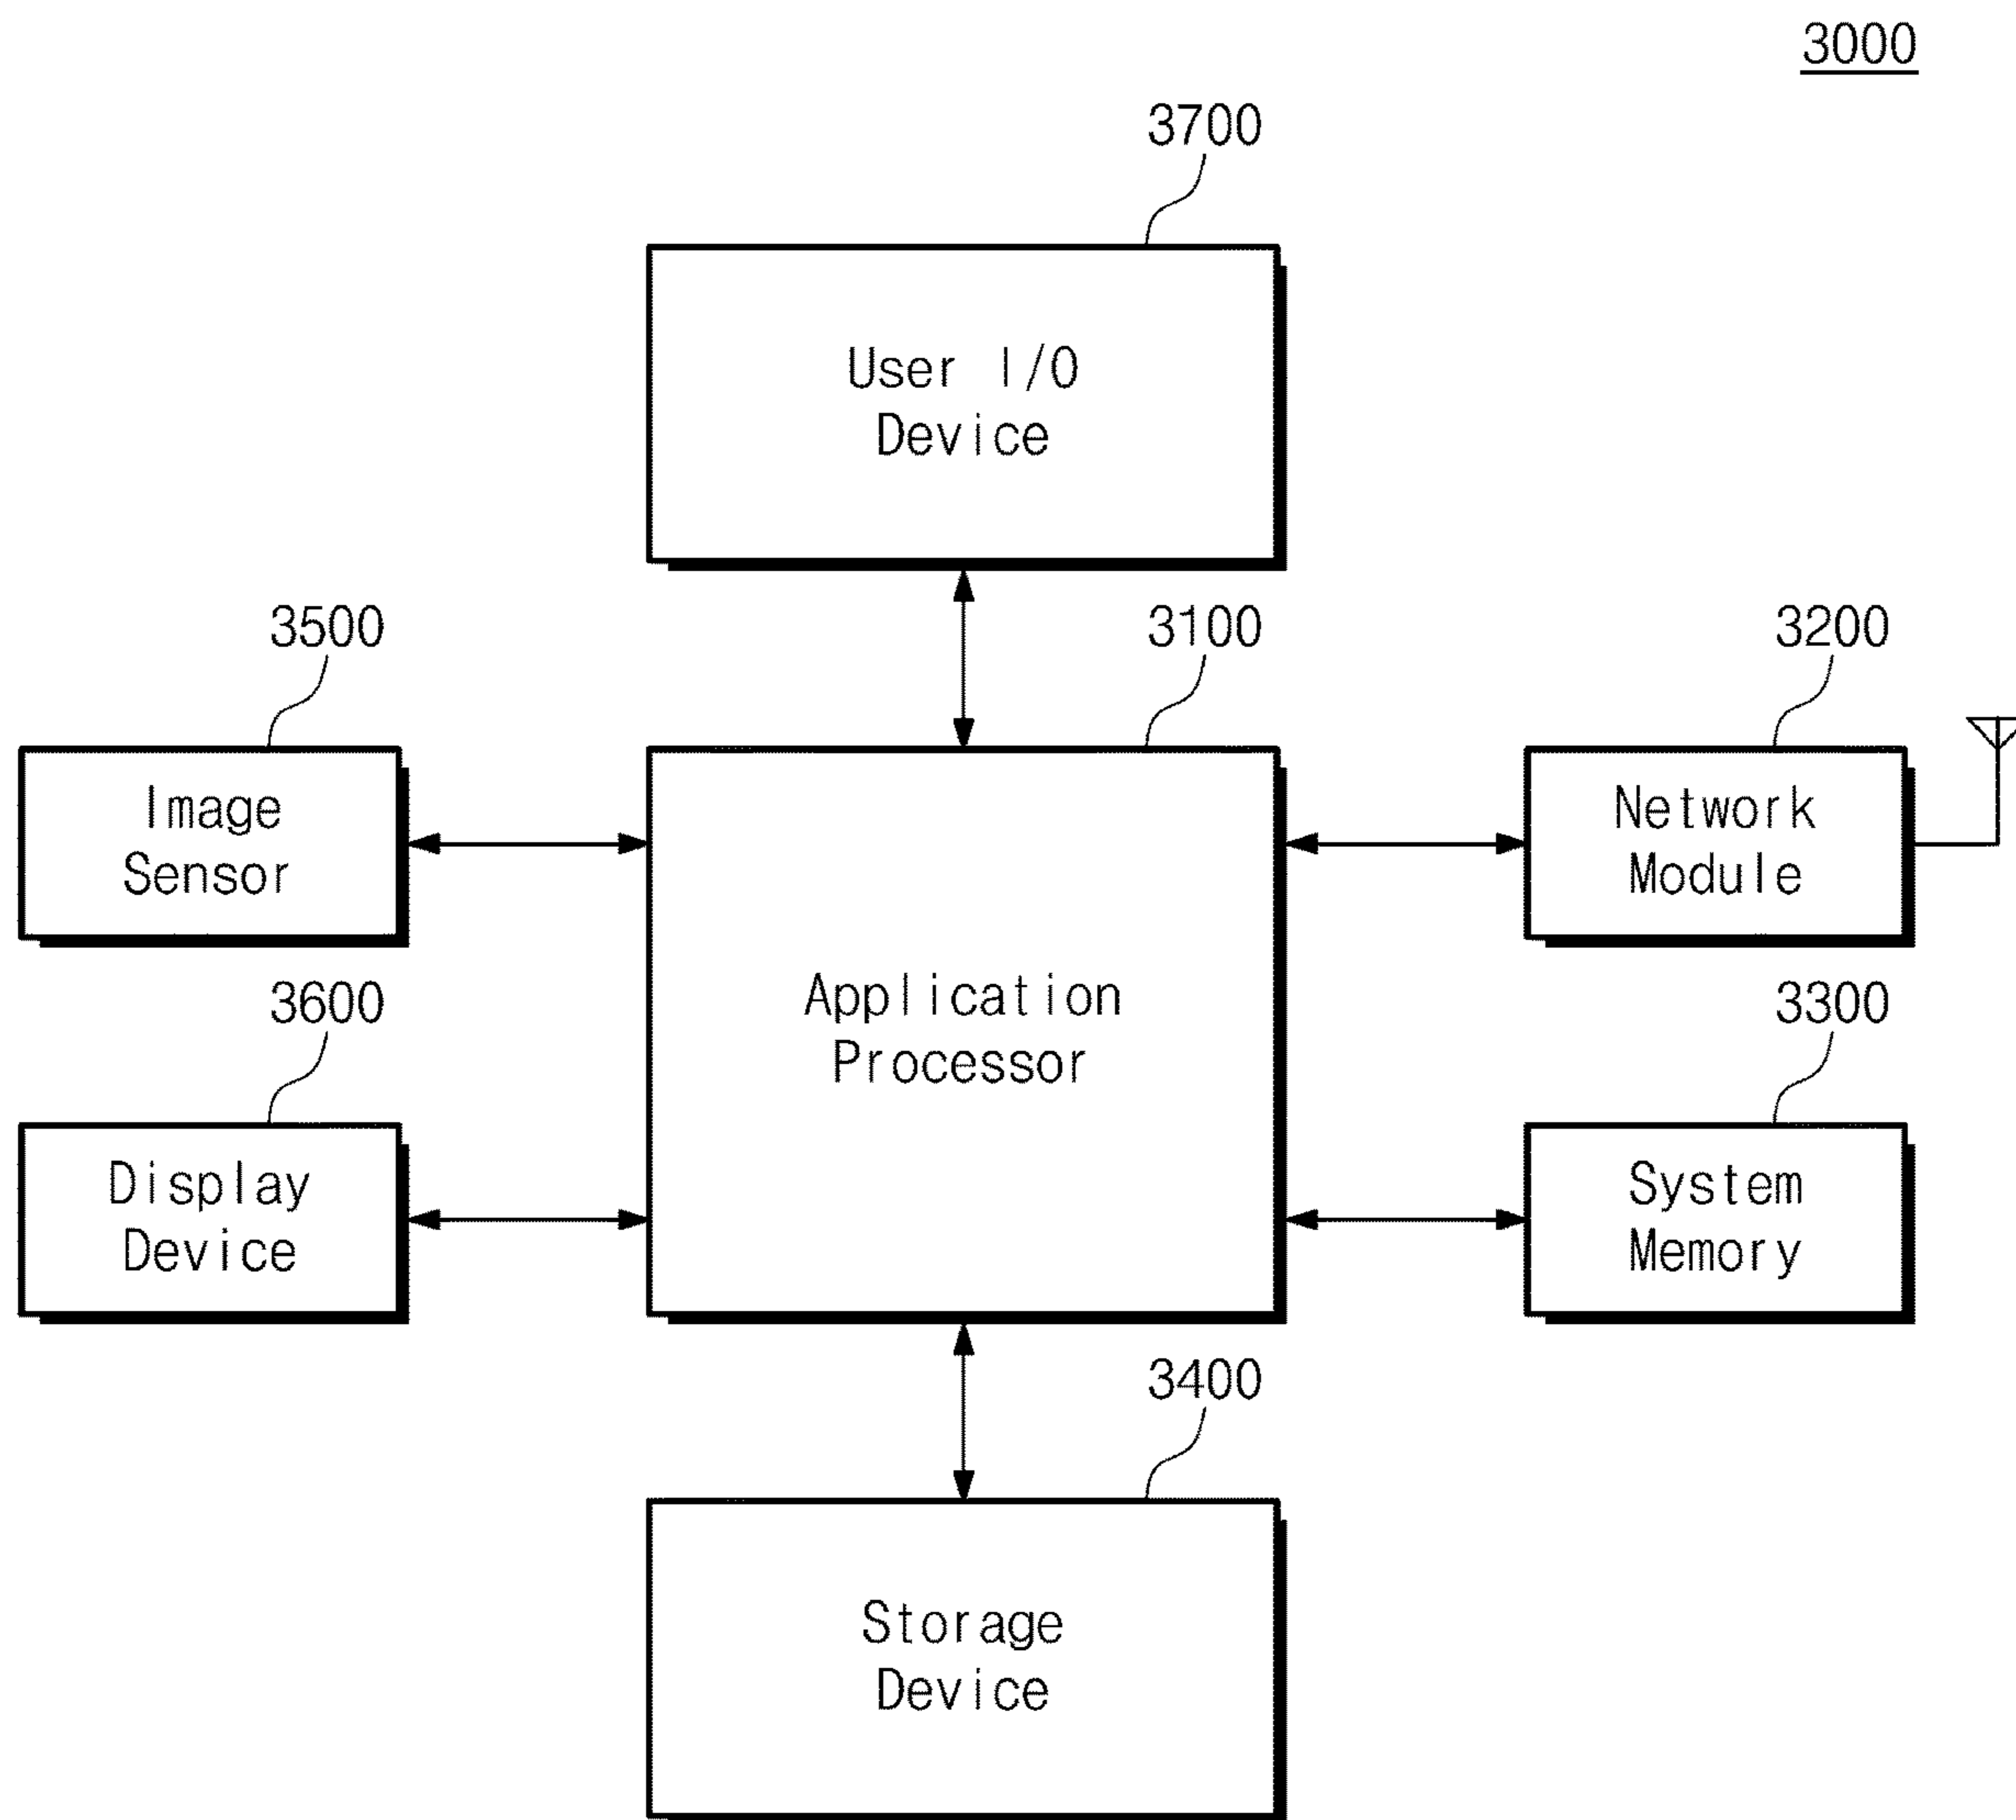 3000
3700
User I/O
Device
3500
3100
3200
Image
Sensor
Network
Module
Application
Processor
3600
3300
Display
Device
System
Memory
3400
Storage
Device